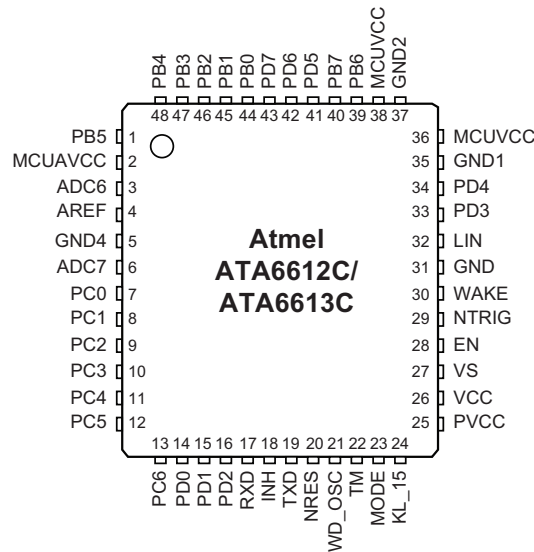 PB4 PB3 PB2 PB1 PB0 PD7 PD6 PD5 PB7 PB6 MCUVCC GND2
48 47 46 45 44 43 42 41 40 39 38 37
PB5 1
MCUAVCC 2
ADC6 3
AREF 4
GND4 5
ADC7 6
PC0 7
PC1 8
PC2 9
PC3 10
PC4 11
PC5 12
Atmel
ATA6612C/
ATA6613C
36 MCUVCC
35 GND1
34 PD4
33 PD3
32 LIN
31 GND
30 WAKE
29 NTRIG
28 EN
27 VS
26 VCC
25 PVCC
13 14 15 16 17 18 19 20 21 22 23 24
PC6 PD0 PD1 PD2 RXD INH TXD NRES WD_OSC TM MODE KL_15